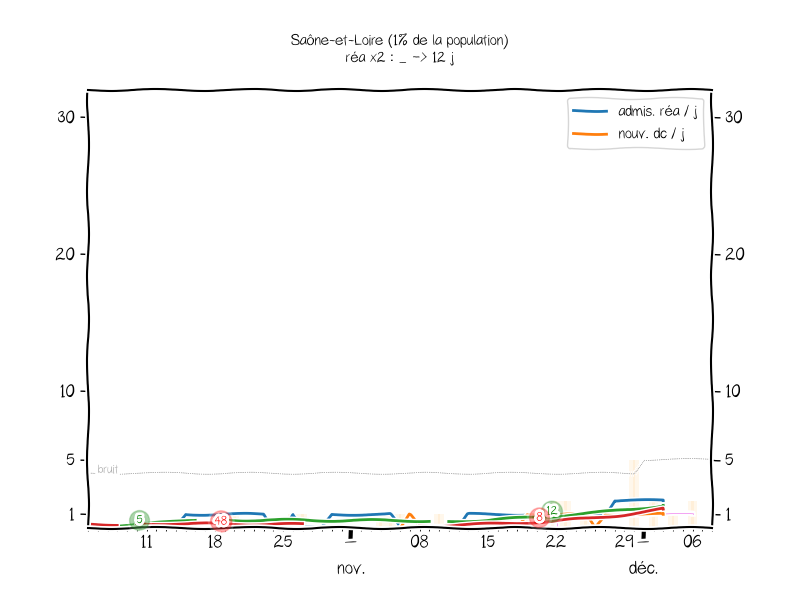 Saône-et-Loire (1% de la population)
réa x2 : _ -> 12 j
admis. réa / j
nouv. dc / j
30
30
20
20
10
10
5
5
1
1
bruit
5
48
8
12
11 18 25 1 08 15 22 29 1 06
nov. déc.